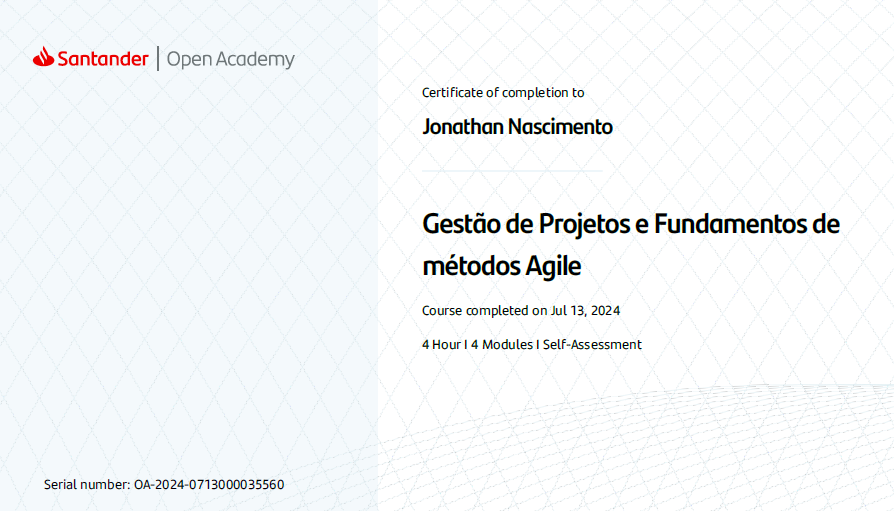 Santander | Open Academy
Certificate of completion to
Jonathan Nascimento
Gestão de Projetos e Fundamentos de
métodos Agile
Course completed on Jul 13, 2024
4 Hour I 4 Modules I Self-Assessment
Serial number: OA-2024-0713000035560